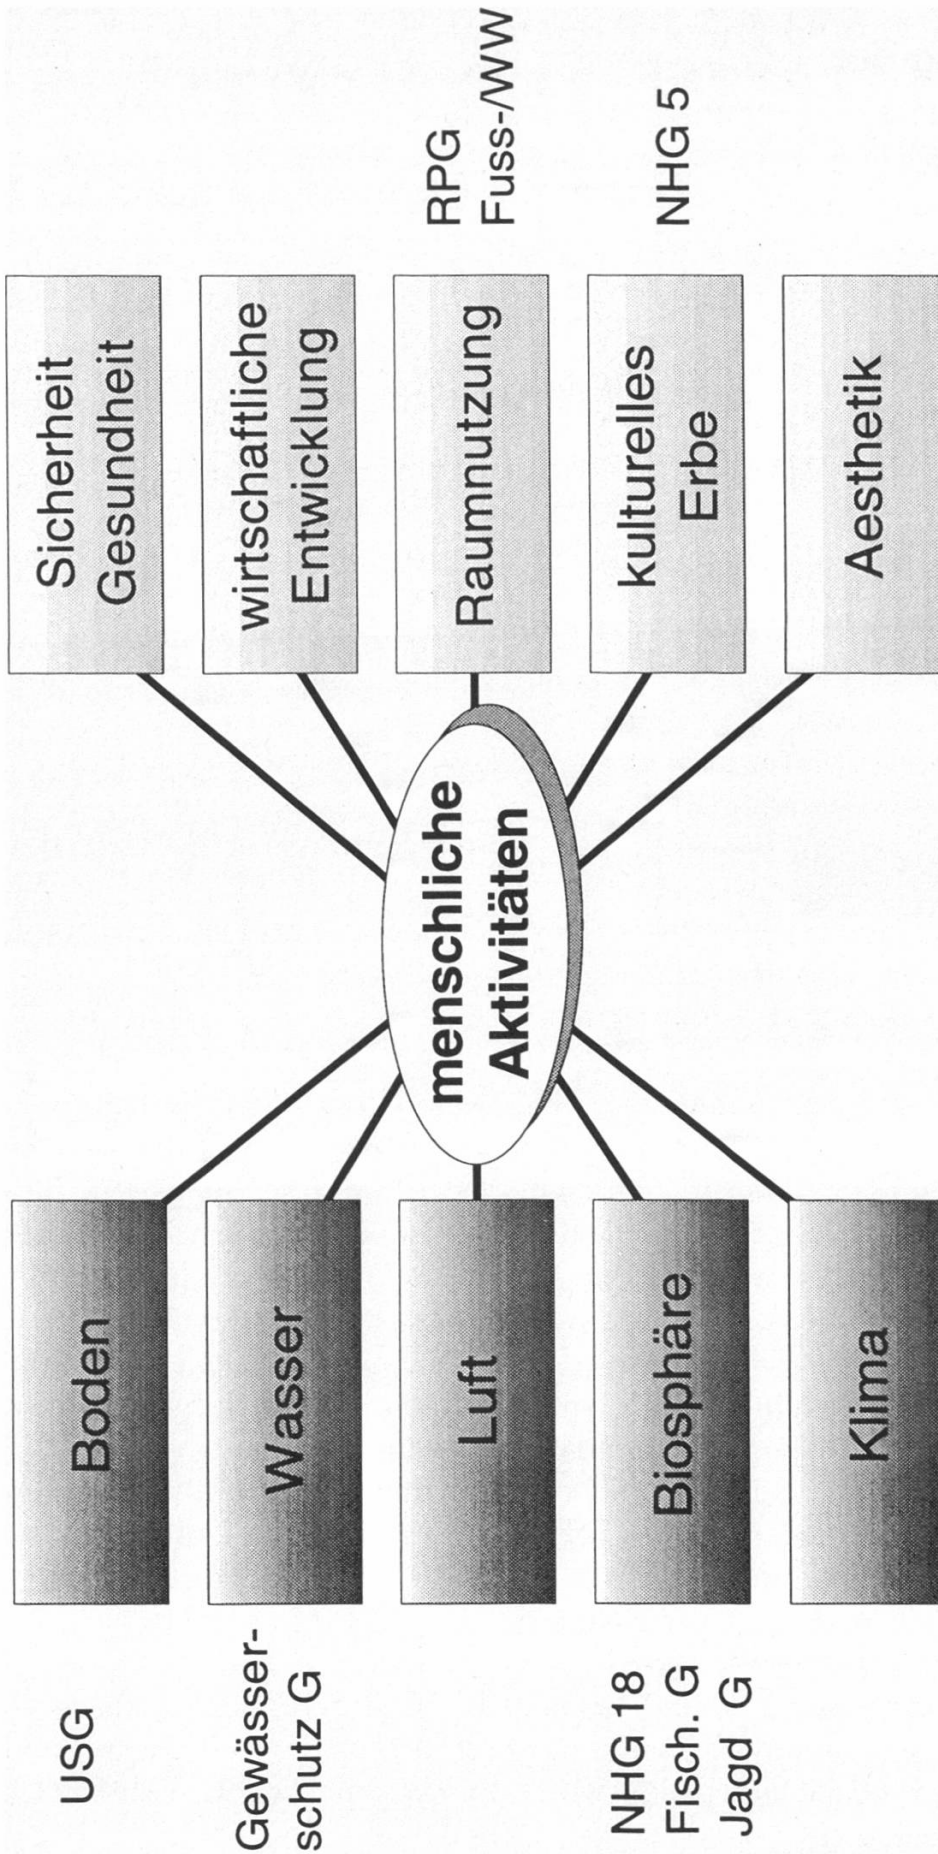 USG
Boden
Sicherheit
Gesundheit
Gewässer-
schutz G
Wasser
wirtschaftliche
Entwicklung
Luft
menschliche
Aktivitäten
Raumnutzung
RPG
Fuss-/WW
NHG 18
Fisch. G
Jagd G
Biosphäre
kulturelles
Erbe
NHG 5
Klima
Aesthetik